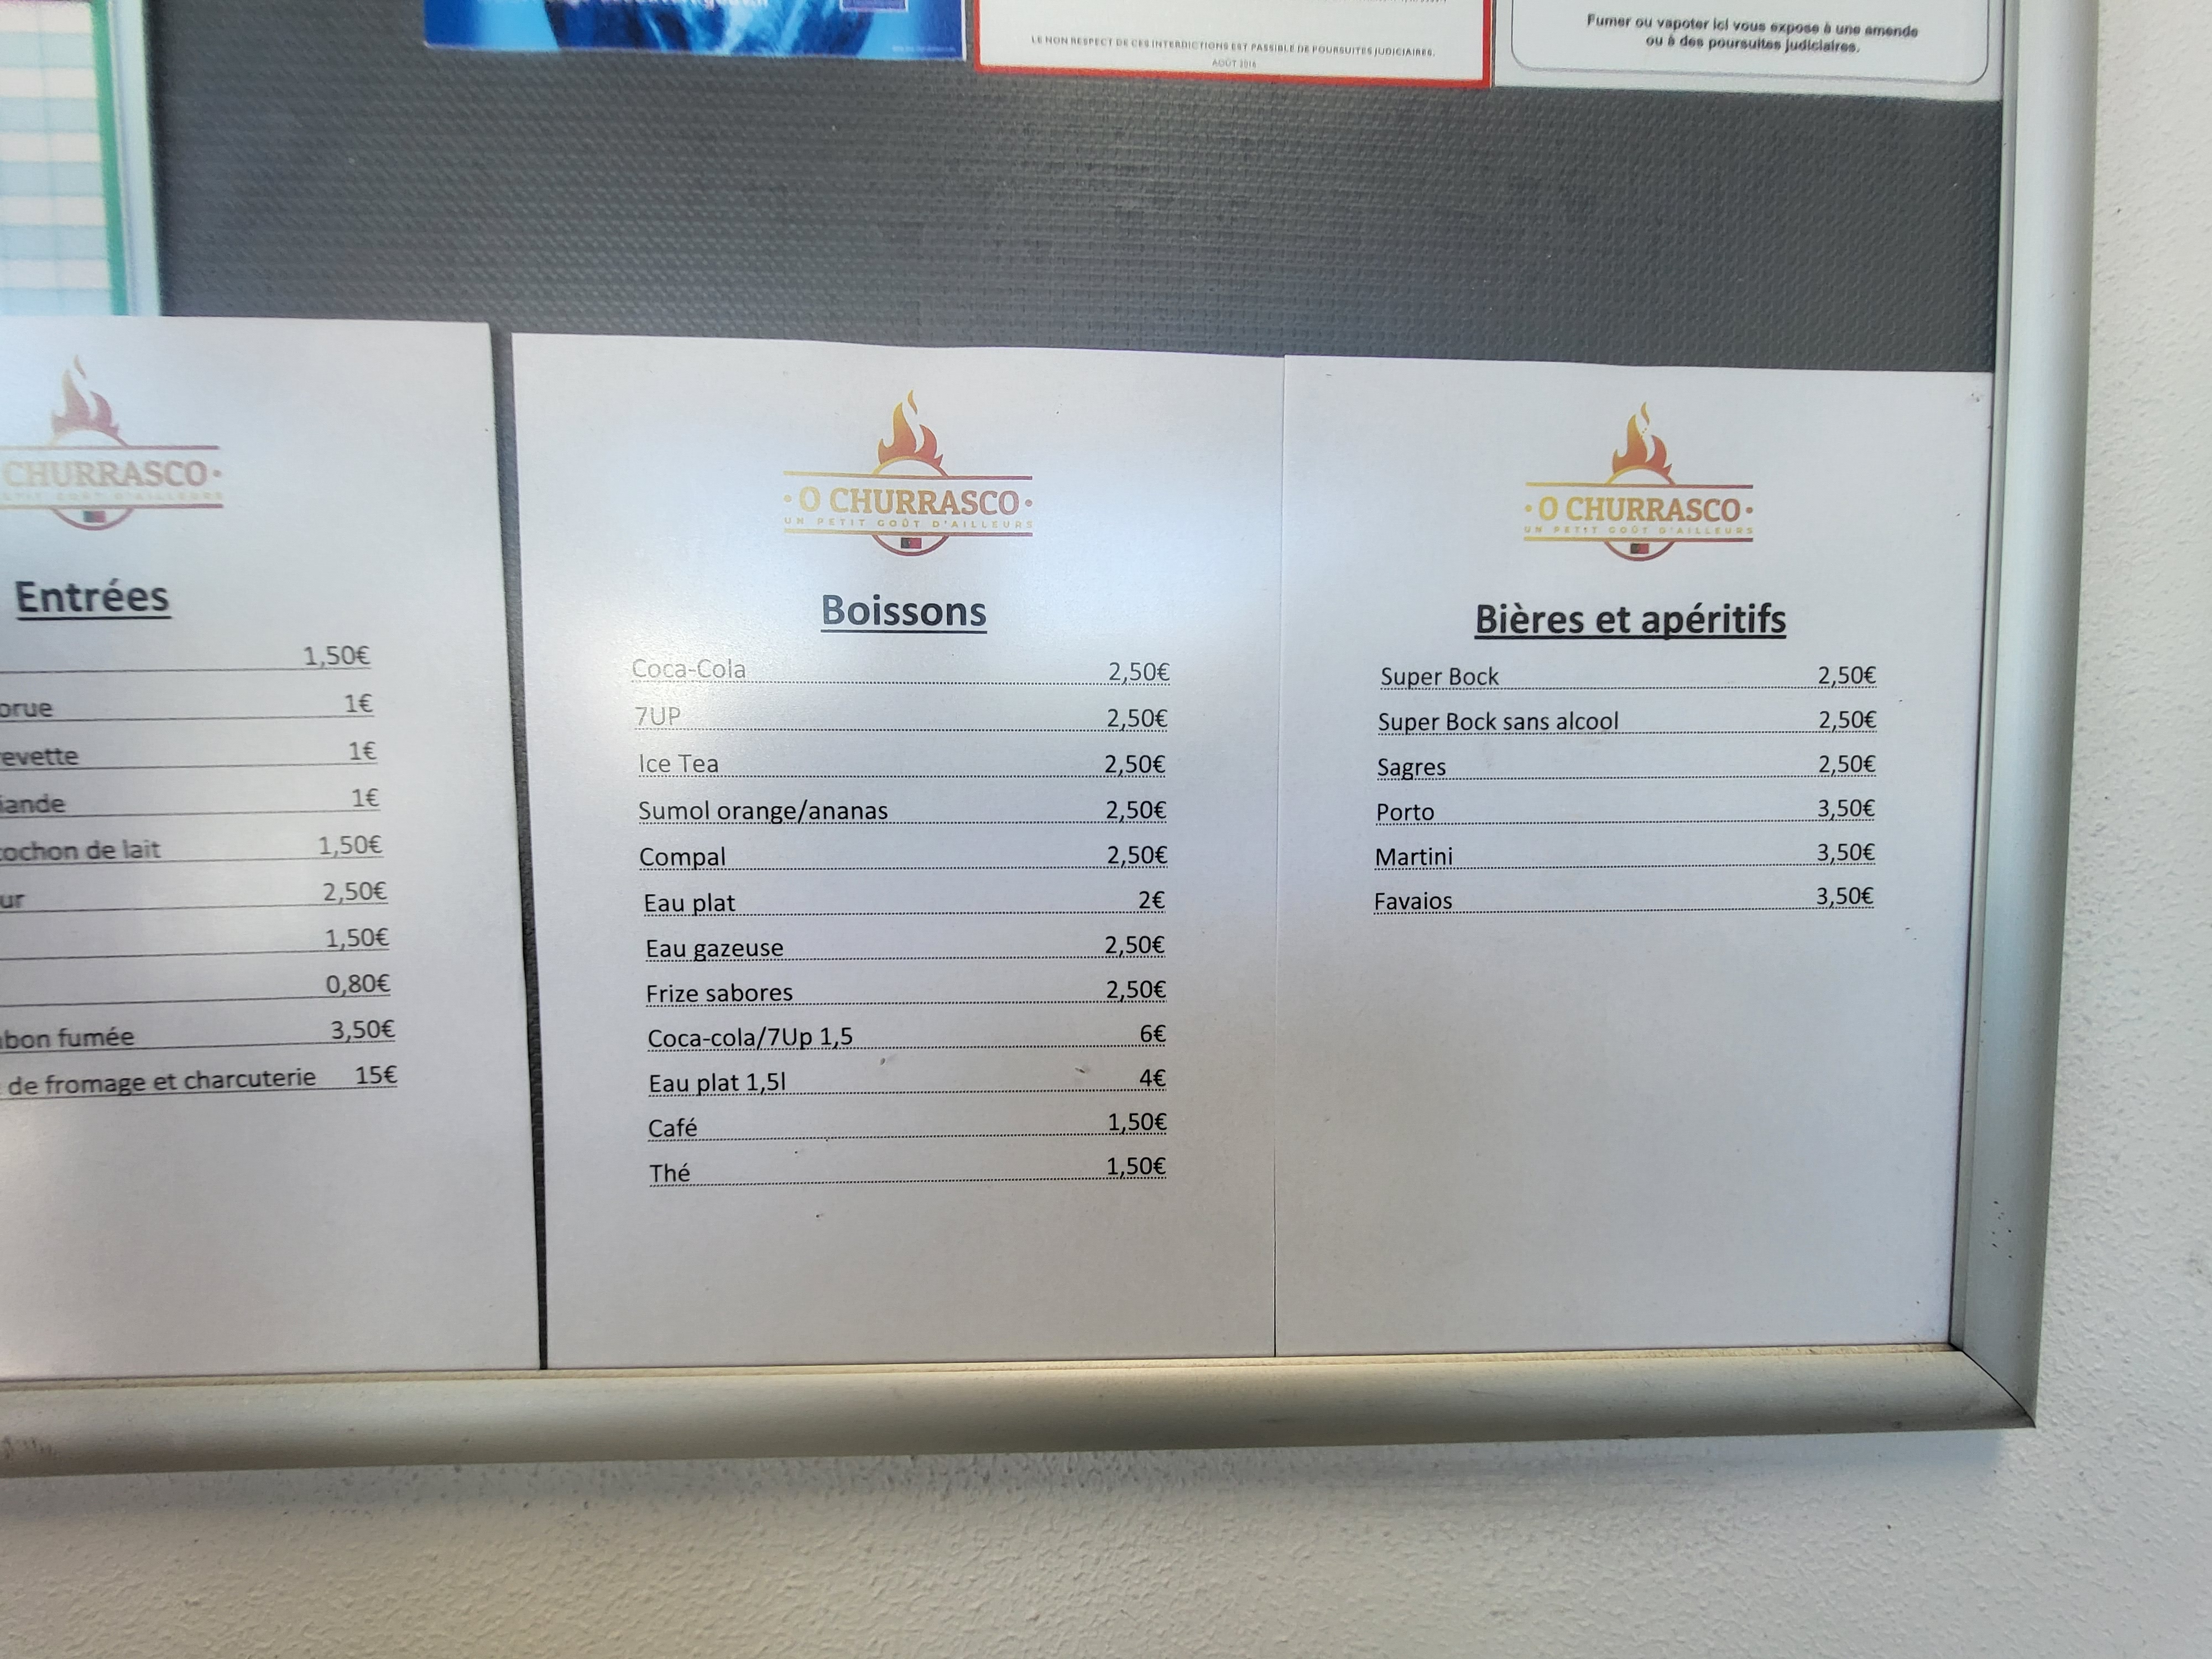 LE NON RESPECT DE CES INTERDICTIONS EST PASSIBLE DE POURSUITES JUDICIAIRES.
AOÛT 2016
Fumer ou vapoter ici vous expose à une amende
ou à des poursuites judiciaires.
CHURRASCO
Entrées
1,50€
1€
evette 1€
1€
cochon de lait 1,50€
ur 2,50€
1,50€
0,80€
bon fumée 3,50€
de fromage et charcuterie 15€
O CHURRASCO
UN PETIT GOÛT D'AILLEURS
Boissons
Coca-Cola 2,50€
7UP 2,50€
Ice Tea 2,50€
Sumol orange/ananas 2,50€
Compal 2,50€
Eau plat 2€
Eau gazeuse 2,50€
Frize sabores 2,50€
Coca-cola/7Up 1,5 6€
Eau plat 1,5l 4€
Café 1,50€
Thé 1,50€
O CHURRASCO
UN PETIT GOÛT D'AILLEURS
Bières et apéritifs
Super Bock 2,50€
Super Bock sans alcool 2,50€
Sagres 2,50€
Porto 3,50€
Martini 3,50€
Favaios 3,50€